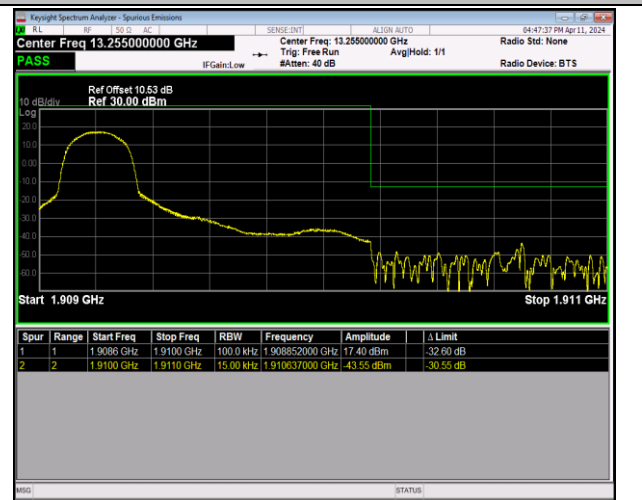 Keysight Spectrum Analyzer - Spurious Emissions
RL RF 50 Ω AC SENSE:INT ALIGN AUTO 04:47:37 PM Apr 11, 2024
Center Freq 13.255000000 GHz Center Freq: 13.255000000 GHz Radio Std: None
Trig: Free Run Avg|Hold: 1/1
PASS IFGain:Low #Atten: 40 dB Radio Device: BTS
Ref Offset 10.53 dB
10 dB/div Ref 30.00 dBm
Log
20.0
10.0
0.00
-10.0
-20.0
-30.0
-40.0
-50.0
-60.0
Start 1.909 GHz Stop 1.911 GHz
Spur Range Start Freq Stop Freq RBW Frequency Amplitude Δ Limit
1 1 1.9086 GHz 1.9100 GHz 100.0 kHz 1.908852000 GHz 17.40 dBm -32.60 dB
2 2 1.9100 GHz 1.9110 GHz 15.00 kHz 1.910637000 GHz -43.55 dBm -30.55 dB
MSG STATUS